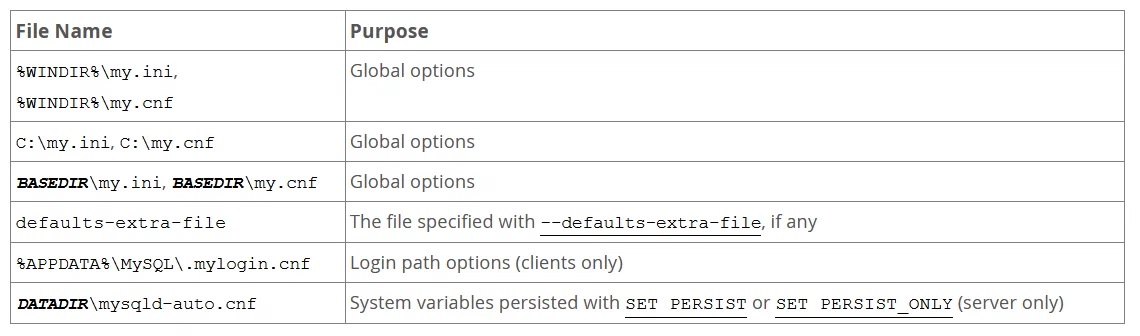 File Name Purpose
%WINDIR%\my.ini, Global options
%WINDIR%\my.cnf
C:\my.ini, C:\my.cnf Global options
BASEDIR\my.ini, BASEDIR\my.cnf Global options
defaults-extra-file The file specified with --defaults-extra-file, if any
%APPDATA%\MySQL\.mylogin.cnf Login path options (clients only)
DATADIR\mysqld-auto.cnf System variables persisted with SET PERSIST or SET PERSIST_ONLY (server only)